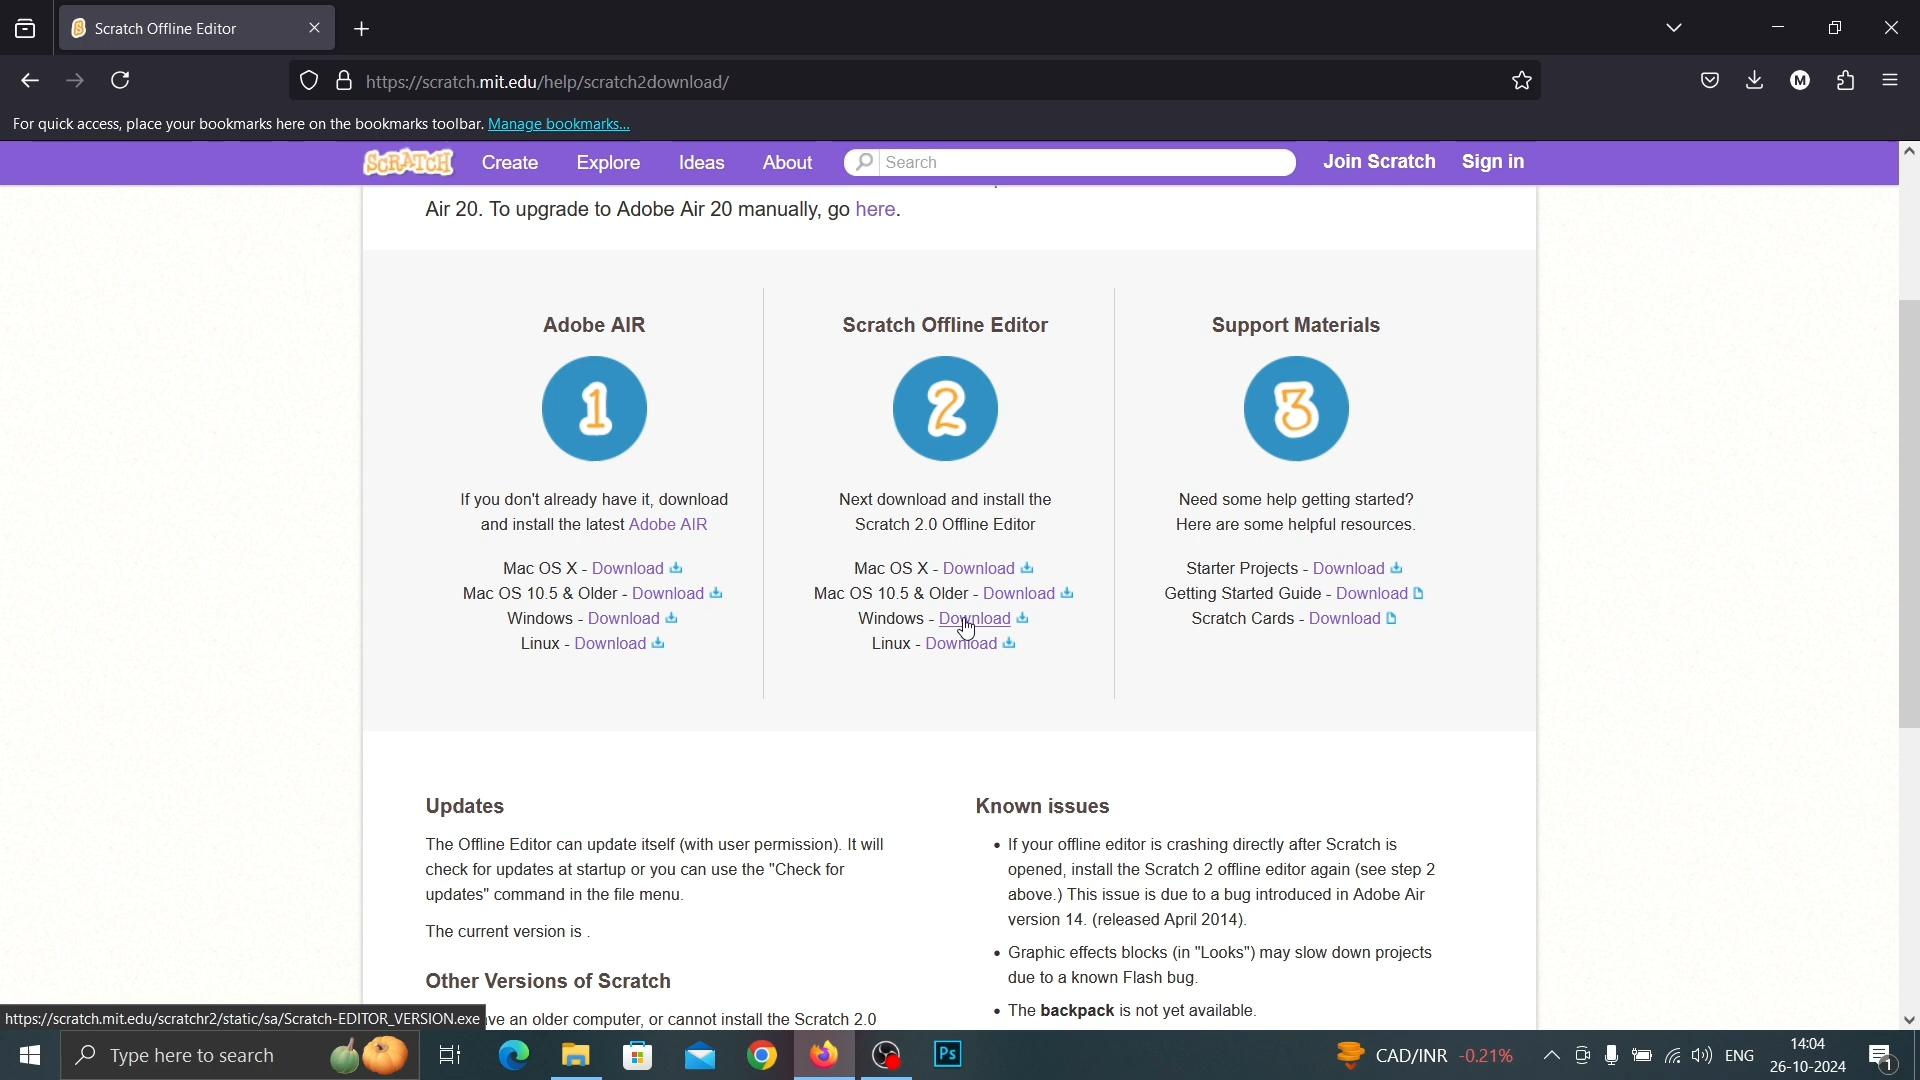 Scratch Offline Editor
https://scratch.mit.edu/help/scratch2download/
For quick access, place your bookmarks here on the bookmarks toolbar. Manage bookmarks...
SCRATCH Create Explore Ideas About Search Join Scratch Sign in
Air 20. To upgrade to Adobe Air 20 manually, go here.
Adobe AIR
1
If you don't already have it, download
and install the latest Adobe AIR
Mac OS X - Download
Mac OS 10.5 & Older - Download
Windows - Download
Linux - Download
Scratch Offline Editor
2
Next download and install the
Scratch 2.0 Offline Editor
Mac OS X - Download
Mac OS 10.5 & Older - Download
Windows - Download
Linux - Download
Support Materials
3
Need some help getting started?
Here are some helpful resources.
Starter Projects - Download
Getting Started Guide - Download
Scratch Cards - Download
Updates
The Offline Editor can update itself (with user permission). It will
check for updates at startup or you can use the "Check for
updates" command in the file menu.
The current version is .
Other Versions of Scratch
ve an older computer, or cannot install the Scratch 2.0
Known issues
• If your offline editor is crashing directly after Scratch is
opened, install the Scratch 2 offline editor again (see step 2
above.) This issue is due to a bug introduced in Adobe Air
version 14. (released April 2014).
• Graphic effects blocks (in "Looks") may slow down projects
due to a known Flash bug.
• The backpack is not yet available.
https://scratch.mit.edu/scratchr2/static/sa/Scratch-EDITOR_VERSION.exe
Type here to search
Ps
CAD/INR -0.21%
ENG
14:04
26-10-2024
1
M